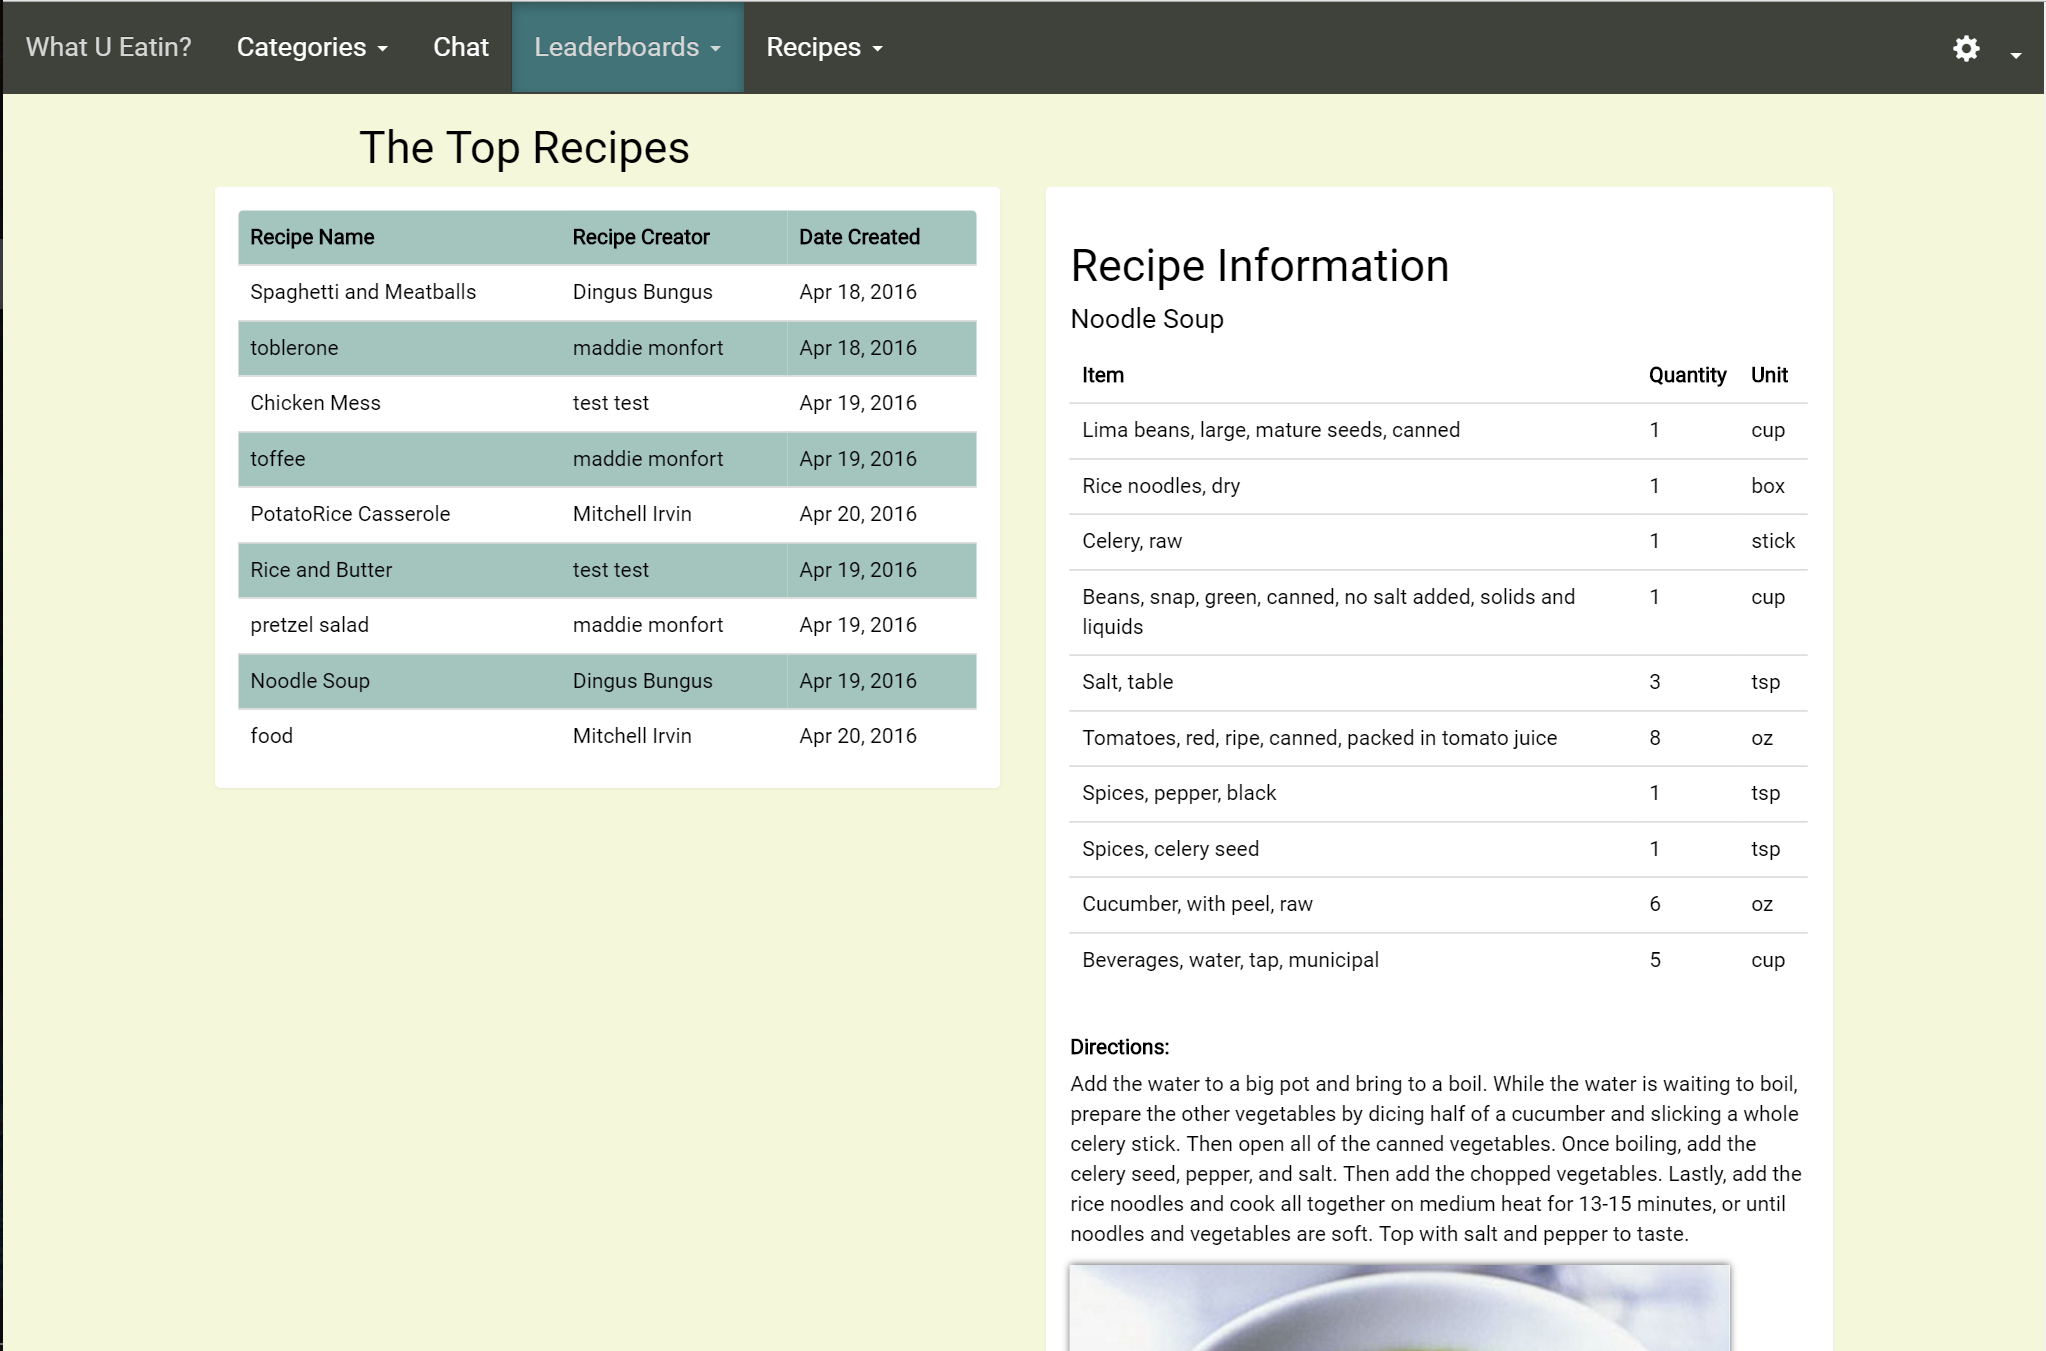 What U Eatin? Categories Chat Leaderboards Recipes
The Top Recipes
Recipe Name Recipe Creator Date Created
Spaghetti and Meatballs Dingus Bungus Apr 18, 2016
toblerone maddie monfort Apr 18, 2016
Chicken Mess test test Apr 19, 2016
toffee maddie monfort Apr 19, 2016
PotatoRice Casserole Mitchell Irvin Apr 20, 2016
Rice and Butter test test Apr 19, 2016
pretzel salad maddie monfort Apr 19, 2016
Noodle Soup Dingus Bungus Apr 19, 2016
food Mitchell Irvin Apr 20, 2016
Recipe Information
Noodle Soup
Item Quantity Unit
Lima beans, large, mature seeds, canned 1 cup
Rice noodles, dry 1 box
Celery, raw 1 stick
Beans, snap, green, canned, no salt added, solids and 1 cup
liquids
Salt, table 3 tsp
Tomatoes, red, ripe, canned, packed in tomato juice 8 oz
Spices, pepper, black 1 tsp
Spices, celery seed 1 tsp
Cucumber, with peel, raw 6 oz
Beverages, water, tap, municipal 5 cup
Directions:
Add the water to a big pot and bring to a boil. While the water is waiting to boil,
prepare the other vegetables by dicing half of a cucumber and slicking a whole
celery stick. Then open all of the canned vegetables. Once boiling, add the
celery seed, pepper, and salt. Then add the chopped vegetables. Lastly, add the
rice noodles and cook all together on medium heat for 13-15 minutes, or until
noodles and vegetables are soft. Top with salt and pepper to taste.